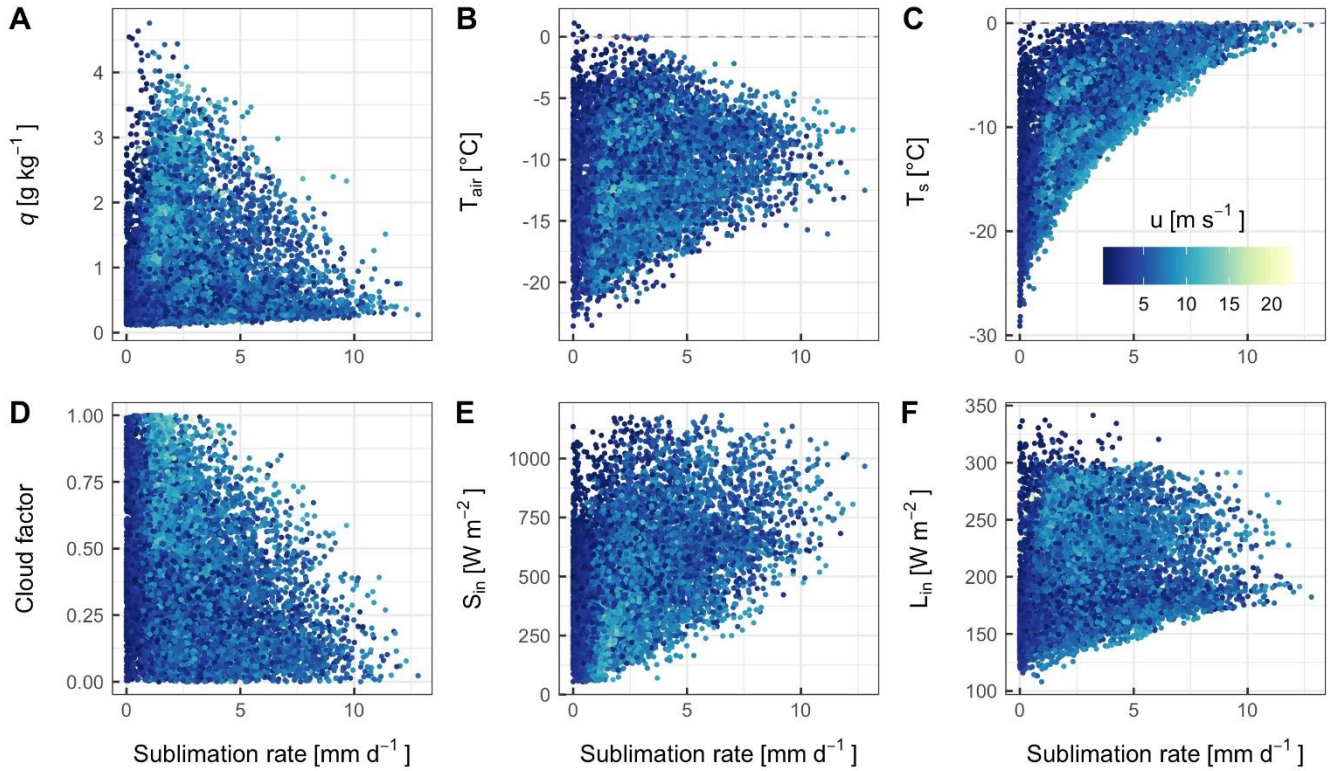 A
B
C
q [g kg⁻¹]
4
3
2
1
0
0
5
10
T_air [°C]
0
-5
-10
-15
-20
0
5
10
T_s [°C]
0
-10
-20
-30
u [m s⁻¹]
5 10 15 20
0
5
10
D
E
F
Cloud factor
1.00
0.75
0.50
0.25
0.00
0
5
10
Sublimation rate [mm d⁻¹]
S_in [W m⁻²]
1000
750
500
250
0
0
5
10
Sublimation rate [mm d⁻¹]
L_in [W m⁻²]
350
300
250
200
150
100
0
5
10
Sublimation rate [mm d⁻¹]